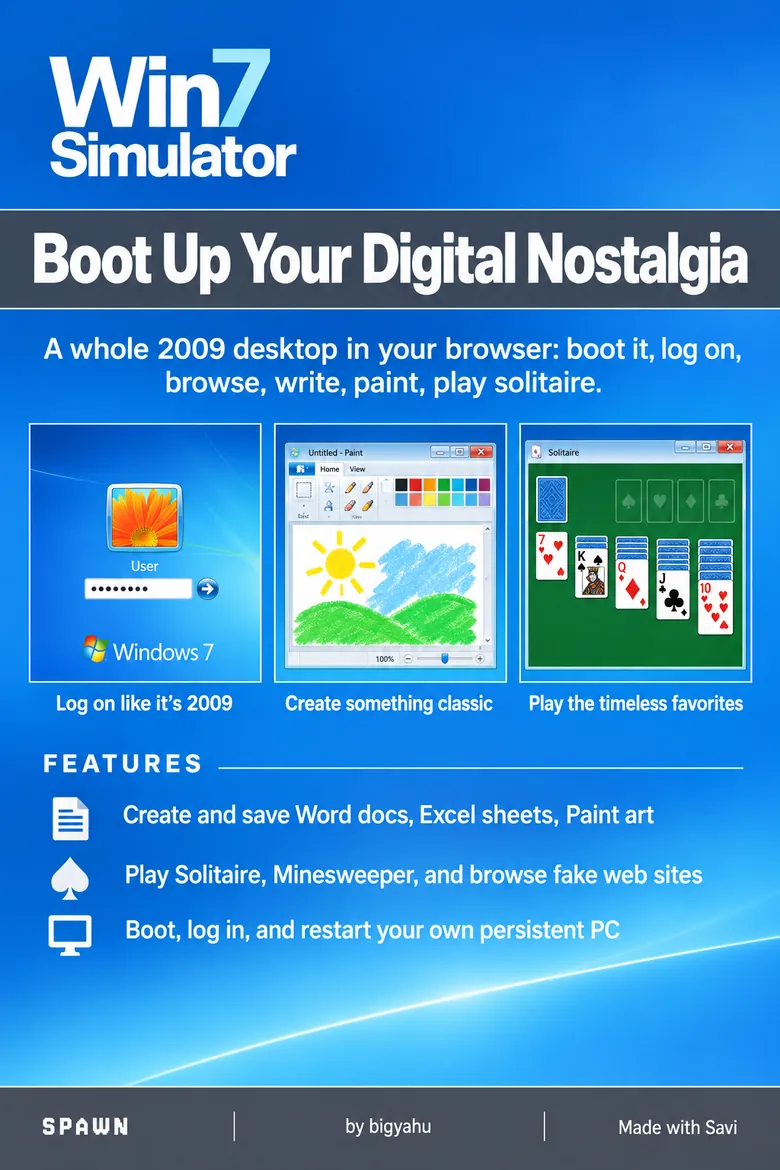 Win7
Simulator
Boot Up Your Digital Nostalgia
A whole 2009 desktop in your browser: boot it, log on,
browse, write, paint, play solitaire.
User
Windows 7
Log on like it's 2009
Untitled - Paint
Home View
100%
Create something classic
Solitaire
7
K
Q
J
10
Play the timeless favorites
FEATURES
Create and save Word docs, Excel sheets, Paint art
Play Solitaire, Minesweeper, and browse fake web sites
Boot, log in, and restart your own persistent PC
SPAWN
by bigyahu
Made with Savi